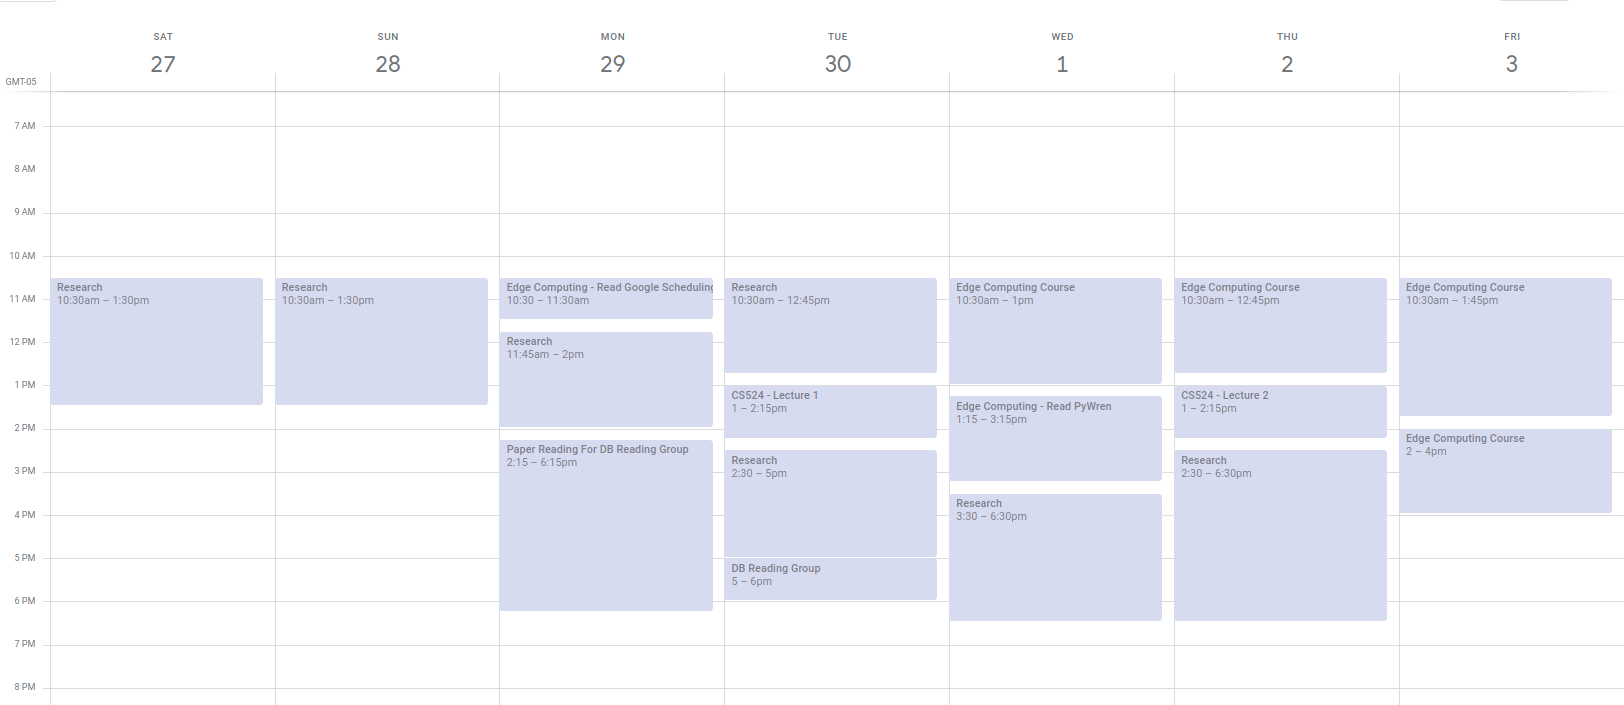 SAT
27
SUN
28
MON
29
TUE
30
WED
1
THU
2
FRI
3
GMT-05
7 AM
8 AM
9 AM
10 AM
11 AM
12 PM
1 PM
2 PM
3 PM
4 PM
5 PM
6 PM
7 PM
8 PM
Research
10:30am – 1:30pm
Research
10:30am – 1:30pm
Edge Computing - Read Google Scheduling
10:30 – 11:30am
Research
11:45am – 2pm
Paper Reading For DB Reading Group
2:15 – 6:15pm
Research
10:30am – 12:45pm
CS524 - Lecture 1
1 – 2:15pm
Research
2:30 – 5pm
DB Reading Group
5 – 6pm
Edge Computing Course
10:30am – 1pm
Edge Computing - Read PyWren
1:15 – 3:15pm
Research
3:30 – 6:30pm
Edge Computing Course
10:30am – 12:45pm
CS524 - Lecture 2
1 – 2:15pm
Research
2:30 – 6:30pm
Edge Computing Course
10:30am – 1:45pm
Edge Computing Course
2 – 4pm